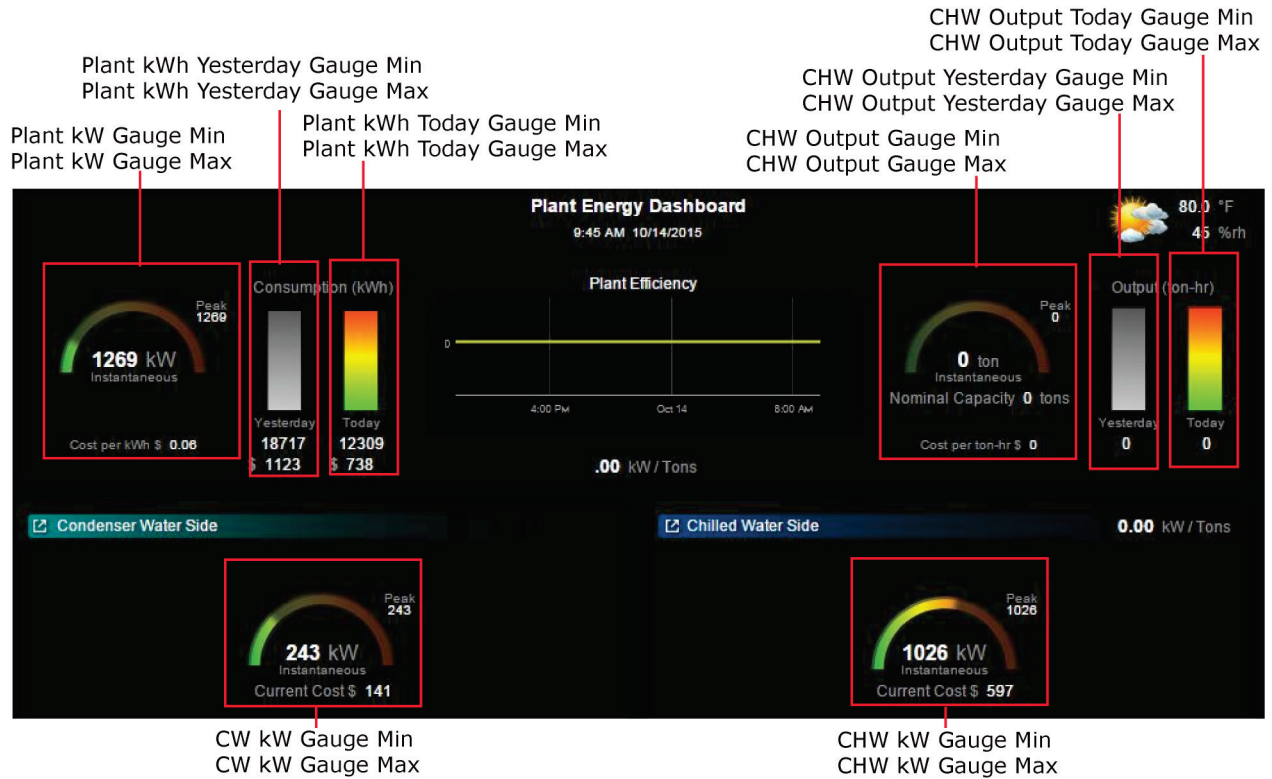 CHW Output Today Gauge Min
CHW Output Today Gauge Max
Plant kWh Yesterday Gauge Min
Plant kWh Yesterday Gauge Max
CHW Output Yesterday Gauge Min
CHW Output Yesterday Gauge Max
Plant kW Gauge Min
Plant kW Gauge Max
Plant kWh Today Gauge Min
Plant kWh Today Gauge Max
CHW Output Gauge Min
CHW Output Gauge Max
Plant Energy Dashboard
9:45 AM 10/14/2015
80.0 °F
45 %rh
Peak
1269
1269 kW
Instantaneous
Cost per kWh $ 0.06
Consumption (kWh)
Yesterday
18717
$ 1123
Today
12309
$ 738
Plant Efficiency
0
4:00 PM Oct 14 8:00 AM
.00 kW / Tons
Peak
0
0 ton
Instantaneous
Nominal Capacity 0 tons
Cost per ton-hr $ 0
Output (ton-hr)
Yesterday
0
Today
0
Condenser Water Side
Peak
243
243 kW
Instantaneous
Current Cost $ 141
Chilled Water Side
0.00 kW / Tons
Peak
1026
1026 kW
Instantaneous
Current Cost $ 597
CW kW Gauge Min
CW kW Gauge Max
CHW kW Gauge Min
CHW kW Gauge Max